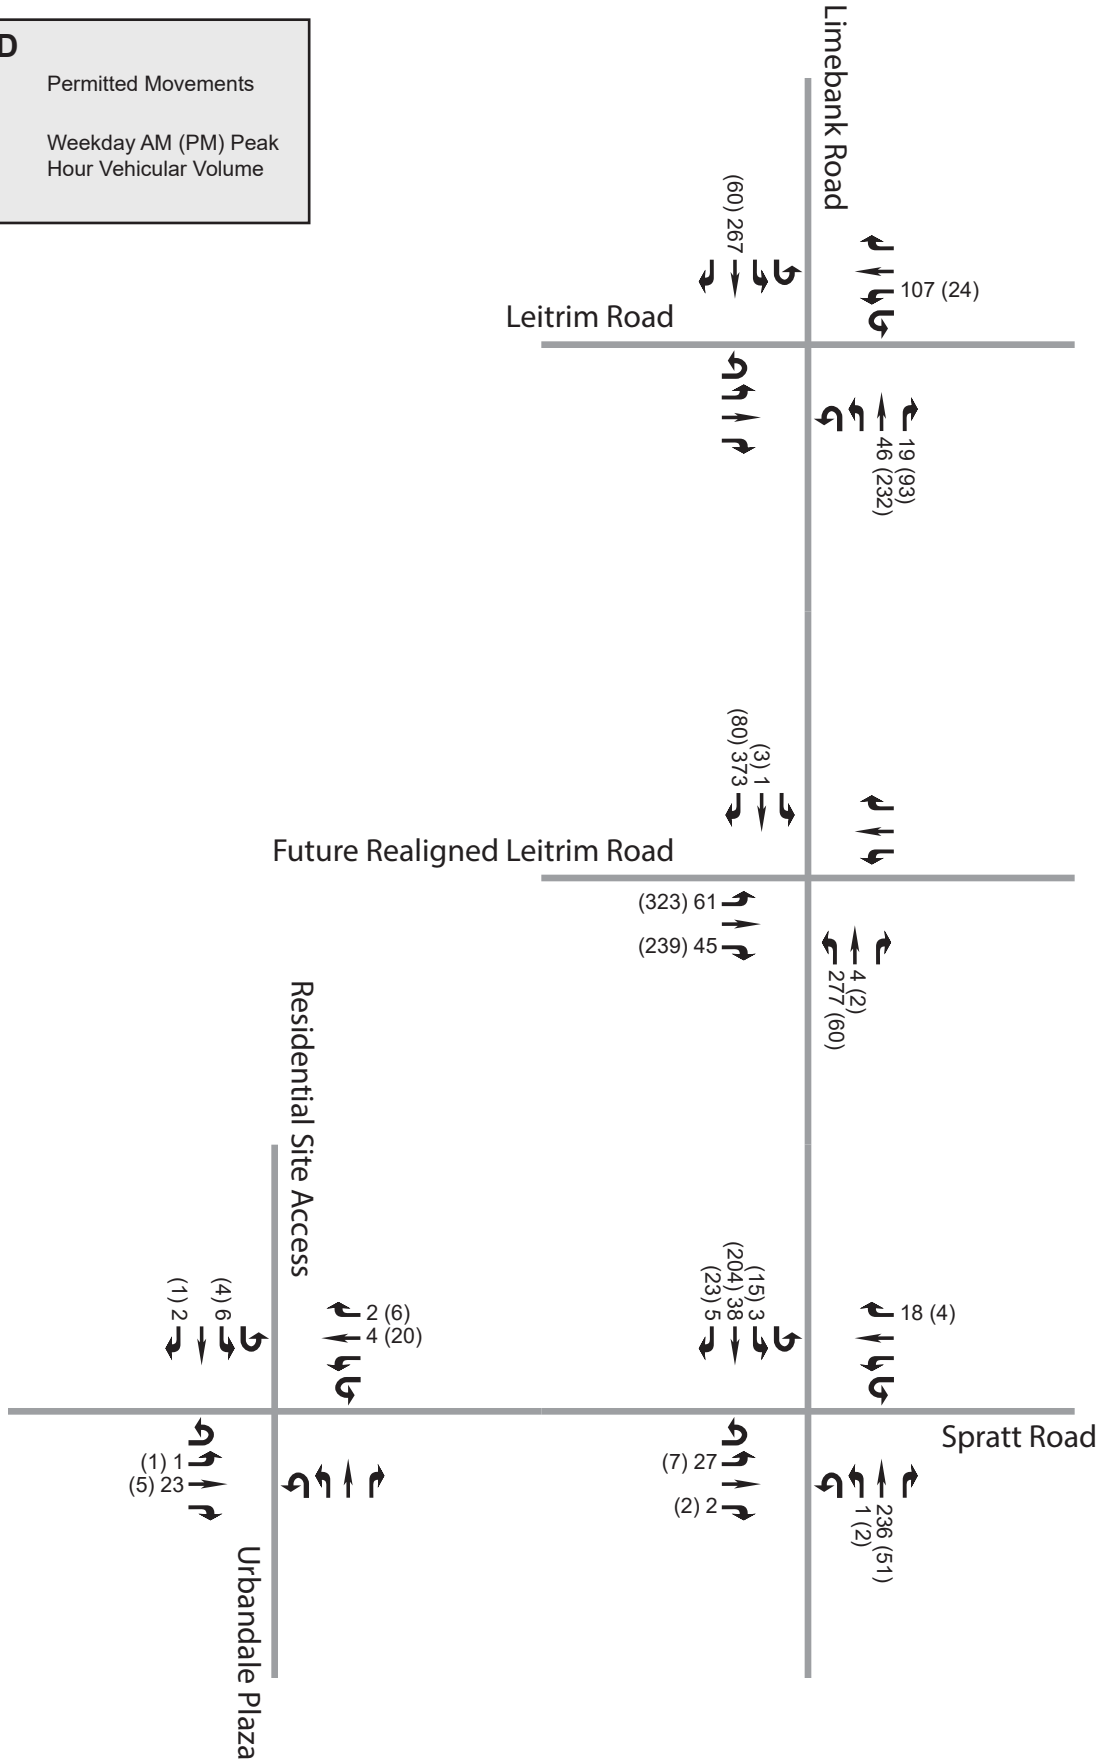 D
Permitted Movements
Weekday AM (PM) Peak
Hour Vehicular Volume
Limebank Road
(60) 267
107 (24)
Leitrim Road
19 (93)
46 (232)
(3) 1
(80) 373
Future Realigned Leitrim Road
(323) 61
(239) 45
4 (2)
277 (60)
Residential Site Access
(4) 6
(1) 2
2 (6)
4 (20)
(15) 3
(204) 38
(23) 5
18 (4)
Spratt Road
(1) 1
(5) 23
(7) 27
(2) 2
236 (51)
1 (2)
Urbandale Plaza